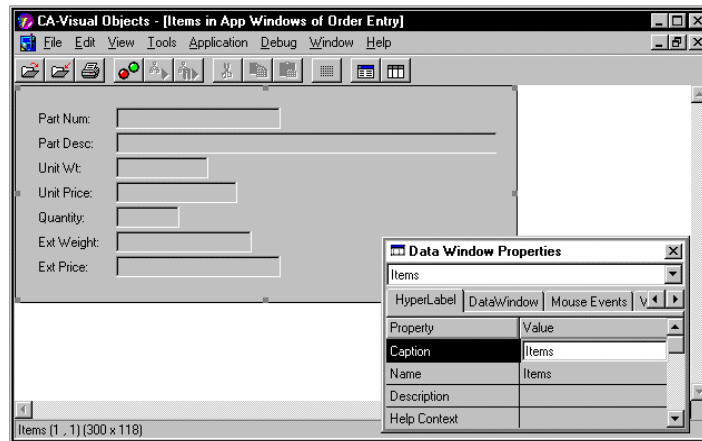 CA-Visual Objects - [Items in App Windows of Order Entry]
File Edit View Tools Application Debug Window Help
Part Num:
Part Desc:
Unit Wt:
Unit Price:
Quantity:
Ext Weight:
Ext Price:
Data Window Properties
Items
HyperLabel DataWindow Mouse Events V
Property Value
Caption Items
Name Items
Description
Help Context
Items (1 , 1) (300 x 118)